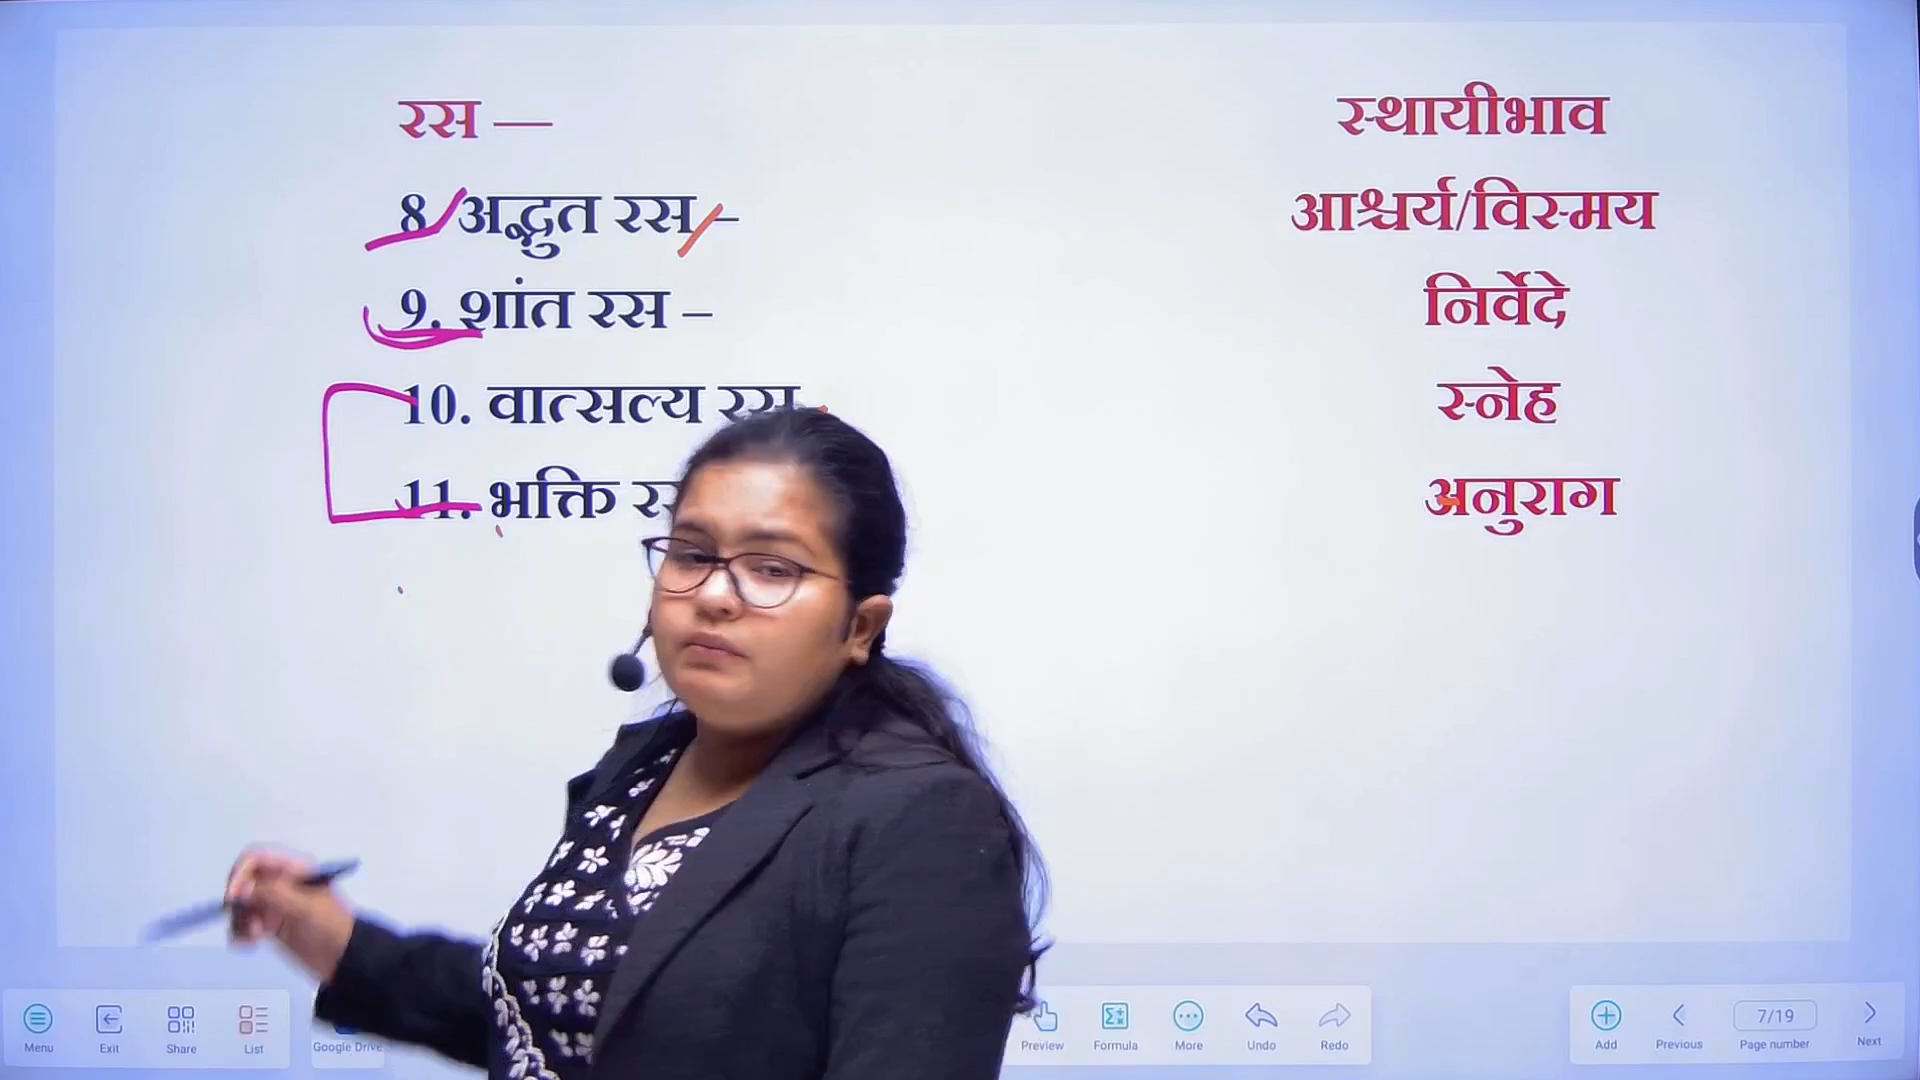 रस — स्थायीभाव
8 अद्भुत रस – आश्चर्य/विस्मय
9. शांत रस – निर्वेदे
10. वात्सल्य रस - स्नेह
11. भक्ति अनुराग
Menu Exit Share List Google Drive Preview Formula More Undo Redo Add Previous 7/19 Page number Next